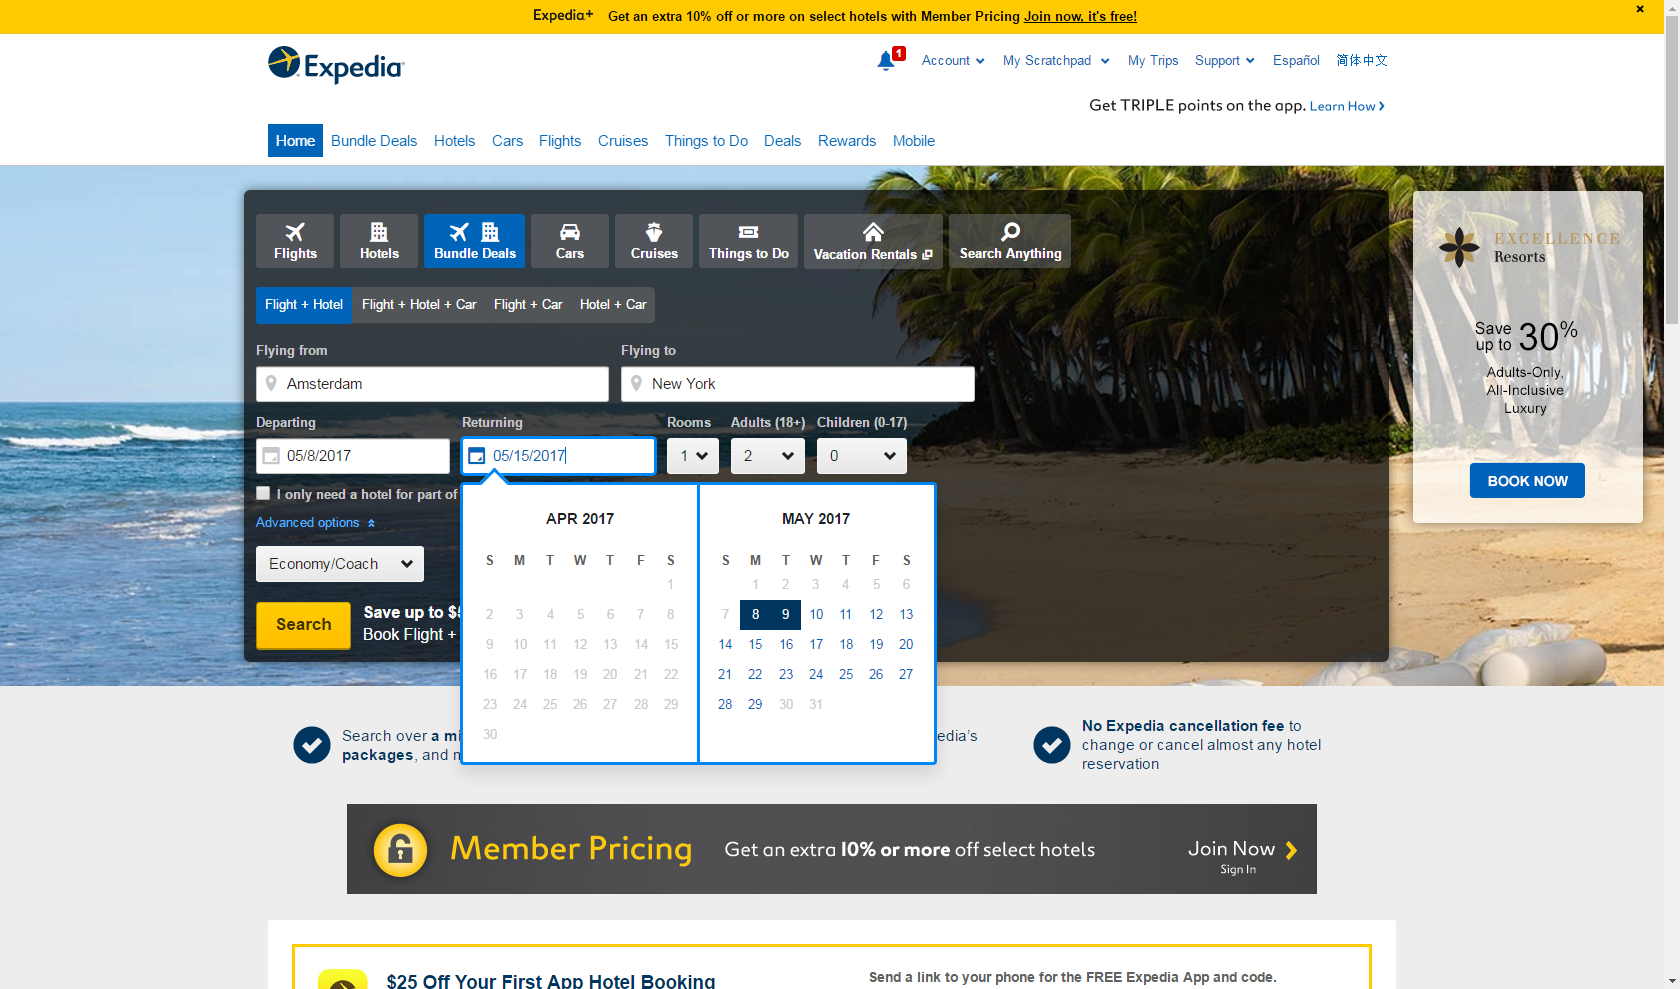 Expedia+ Get an extra 10% off or more on select hotels with Member Pricing Join now, it's free! ×
Expedia
1 Account My Scratchpad My Trips Support Español 简体中文
Get TRIPLE points on the app. Learn How
Home Bundle Deals Hotels Cars Flights Cruises Things to Do Deals Rewards Mobile
Flights Hotels Bundle Deals Cars Cruises Things to Do Vacation Rentals Search Anything
Flight + Hotel Flight + Hotel + Car Flight + Car Hotel + Car
Flying from Flying to
Amsterdam New York
Departing Returning Rooms Adults (18+) Children (0-17)
05/8/2017 05/15/2017 1 2 0
I only need a hotel for part of
Advanced options
Economy/Coach
Search
Save up to $
Book Flight +
APR 2017
S M T W T F S
1
2 3 4 5 6 7 8
9 10 11 12 13 14 15
16 17 18 19 20 21 22
23 24 25 26 27 28 29
30
MAY 2017
S M T W T F S
1 2 3 4 5 6
7 8 9 10 11 12 13
14 15 16 17 18 19 20
21 22 23 24 25 26 27
28 29 30 31
EXCELLENCE
Resorts
Save
up to 30%
Adults-Only,
All-Inclusive
Luxury
BOOK NOW
Search over a mi
packages, and m
edia's
No Expedia cancellation fee to
change or cancel almost any hotel
reservation
Member Pricing Get an extra 10% or more off select hotels Join Now
Sign In
$25 Off Your First App Hotel Booking
Send a link to your phone for the FREE Expedia App and code.